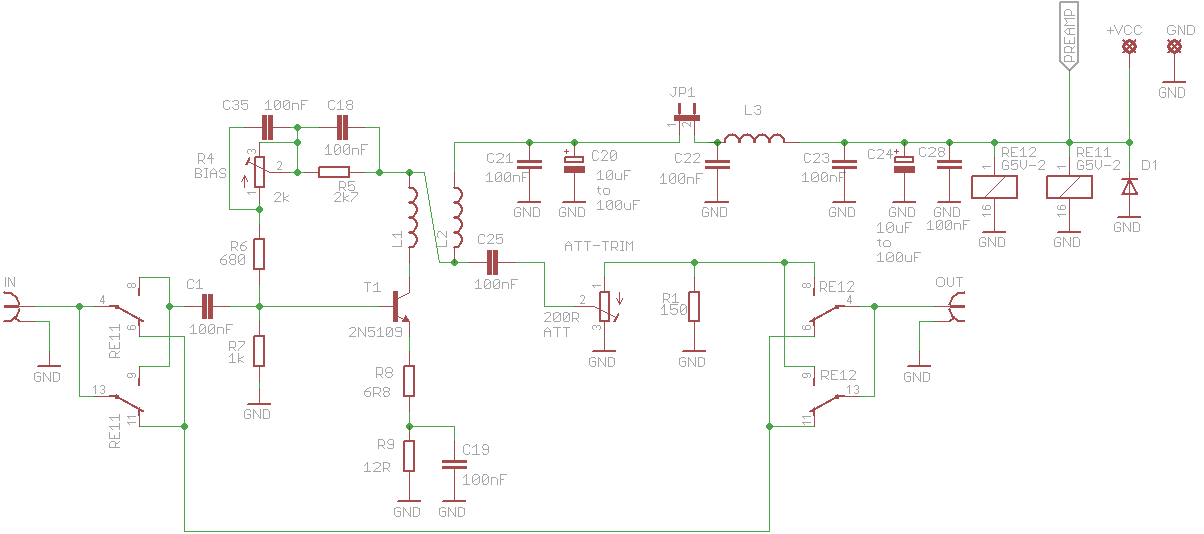 PREAMP
+VCC
GND
GND
C35
100nF
C18
JP1
1
2
L3
100nF
R4
BIAS
3
2
1
2k
R5
2k7
C21
100nF
C20
10uF
to
100uF
+
C22
100nF
C23
100nF
C24
+
C28
100nF
RE12
G5V-2
1
16
RE11
G5V-2
1
16
D1
GND
GND
GND
GND
GND
GND
GND
GND
GND
10uF
to
100uF
R6
680
L1
L2
C25
100nF
ATT-TRIM
IN
C1
100nF
T1
2N5109
1
2
3
200R
ATT
R1
150
RE12
8
4
6
OUT
4
8
6
RE11
R7
1k
GND
GND
GND
GND
GND
13
9
11
RE11
R8
6R8
RE12
9
13
11
R9
12R
C19
100nF
GND
GND